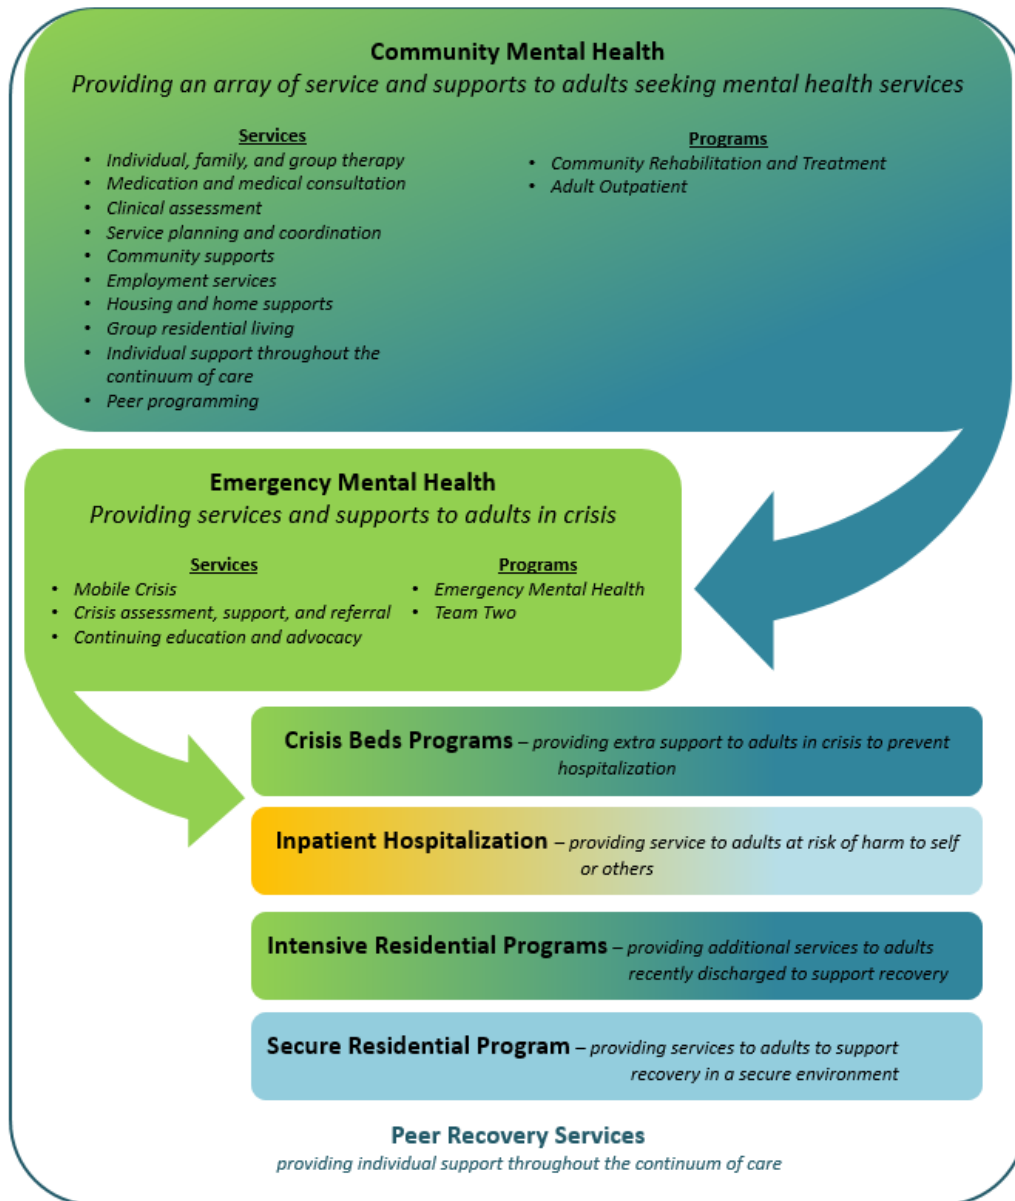 Community Mental Health
Providing an array of service and supports to adults seeking mental health services
Services
• Individual, family, and group therapy
• Medication and medical consultation
• Clinical assessment
• Service planning and coordination
• Community supports
• Employment services
• Housing and home supports
• Group residential living
• Individual support throughout the
continuum of care
• Peer programming
Programs
• Community Rehabilitation and Treatment
• Adult Outpatient
Emergency Mental Health
Providing services and supports to adults in crisis
Services
• Mobile Crisis
• Crisis assessment, support, and referral
• Continuing education and advocacy
Programs
• Emergency Mental Health
• Team Two
Crisis Beds Programs – providing extra support to adults in crisis to prevent
hospitalization
Inpatient Hospitalization – providing service to adults at risk of harm to self
or others
Intensive Residential Programs – providing additional services to adults
recently discharged to support recovery
Secure Residential Program – providing services to adults to support
recovery in a secure environment
Peer Recovery Services
providing individual support throughout the continuum of care